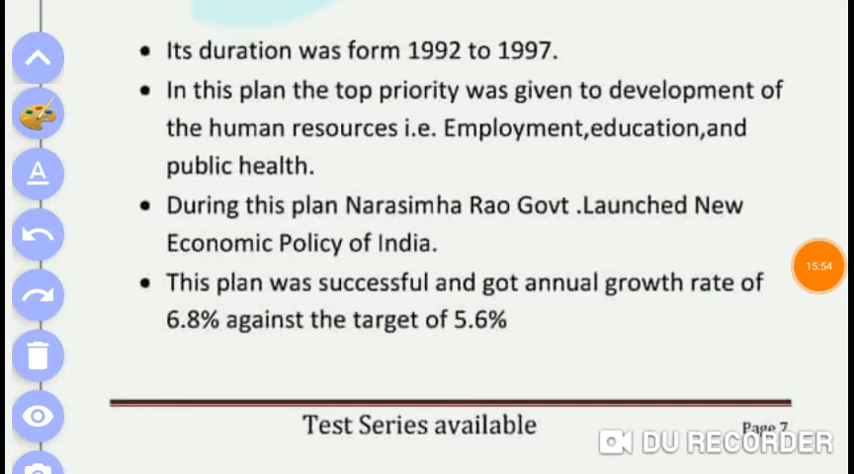 • Its duration was form 1992 to 1997.
• In this plan the top priority was given to development of
the human resources i.e. Employment,education,and
public health.
• During this plan Narasimha Rao Govt .Launched New
Economic Policy of India.
• This plan was successful and got annual growth rate of
6.8% against the target of 5.6%
15:54
Test Series available
Page 7
DU RECORDER
A